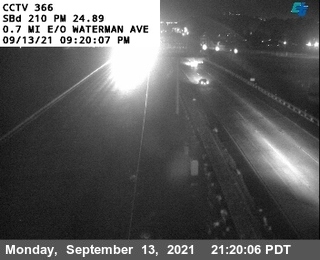 CCTV 366
SBd 210 PM 24.89
0.7 MI E/O WATERMAN AVE
09/13/21 09:20:07 PM
Monday, September 13, 2021 21:20:06 PDT